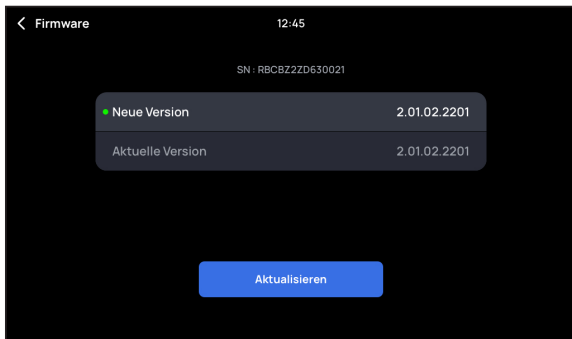 Firmware 12:45
SN : RBCBZ2ZD630021
Neue Version 2.01.02.2201
Aktuelle Version 2.01.02.2201
Aktualisieren